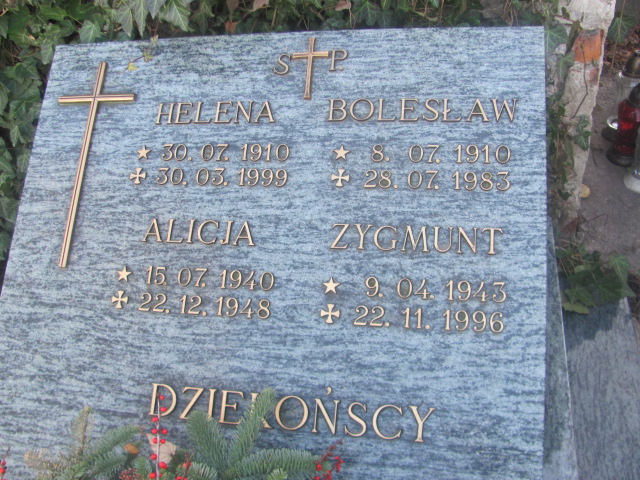 S P
HELENA BOLESŁAW
30.07.1910 8.07.1910
30.03.1999 28.07.1983
ALICJA ZYGMUNT
15.07.1940 9.04.1943
22.12.1948 22.11.1996
DZIEKOŃSCY